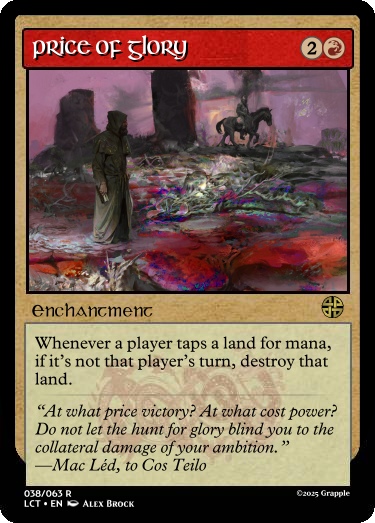 Price of Glory
2
Enchantment
Whenever a player taps a land for mana,
if it's not that player's turn, destroy that
land.
“At what price victory? At what cost power?
Do not let the hunt for glory blind you to the
collateral damage of your ambition.”
—Mac Léd, to Cos Teilo
038/063 R
LCT • EN Alex Brock
©2025 Grapple